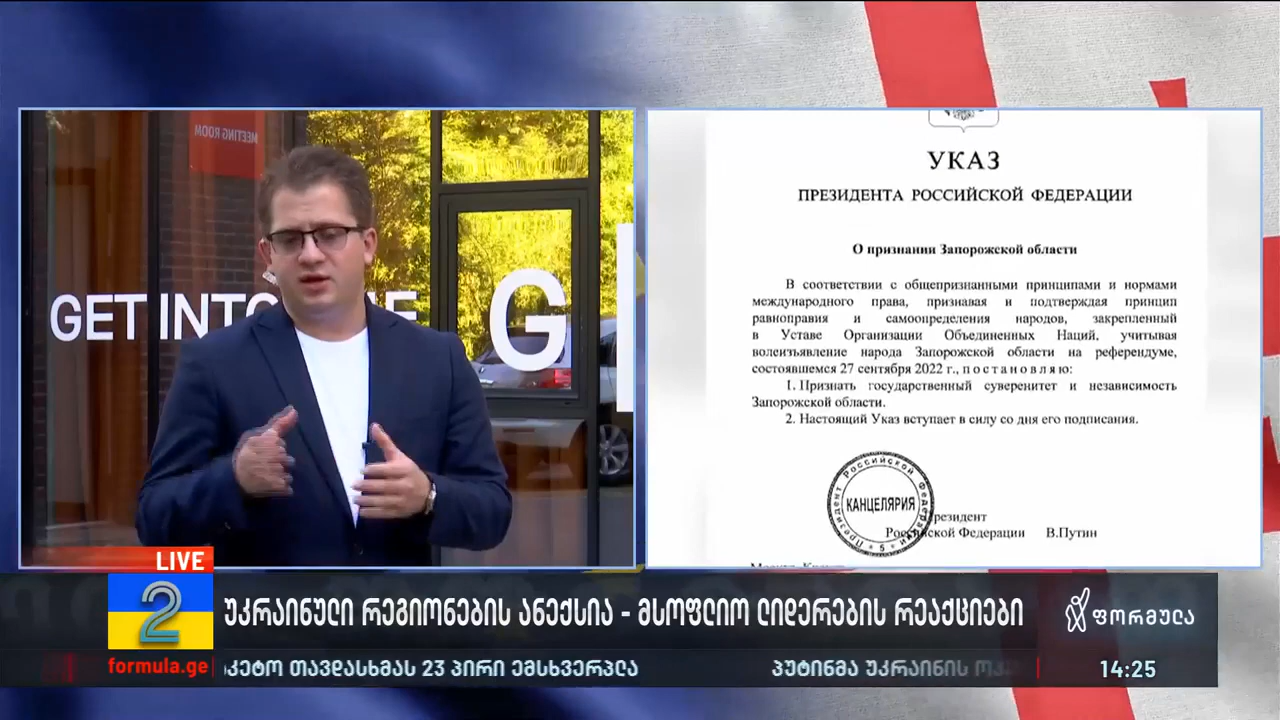 MEETING ROOM
GET INTO
G
УКАЗ
ПРЕЗИДЕНТА РОССИЙСКОЙ ФЕДЕРАЦИИ
О признании Запорожской области
В соответствии с общепризнанными принципами и нормами
международного права, признавая и подтверждая принцип
равноправия и самоопределения народов, закрепленный
в Уставе Организации Объединенных Наций, учитывая
волеизъявление народа Запорожской области на референдуме,
состоявшемся 27 сентября 2022 г., п о с т а н о в л я ю:
1. Признать государственный суверенитет и независимость
Запорожской области.
2. Настоящий Указ вступает в силу со дня его подписания.
Президент Российской Федерации
КАНЦЕЛЯРИЯ
* 5 *
Президент
Российской Федерации В.Путин
LIVE
2
უკრაინული რეგიონების ანექსია - მსოფლიო ლიდერების რეაქციები
ფორმულა
formula.ge
თავდასხმას 23 პირი ემსხვერპლა
პუტინმა უკრაინის
14:25